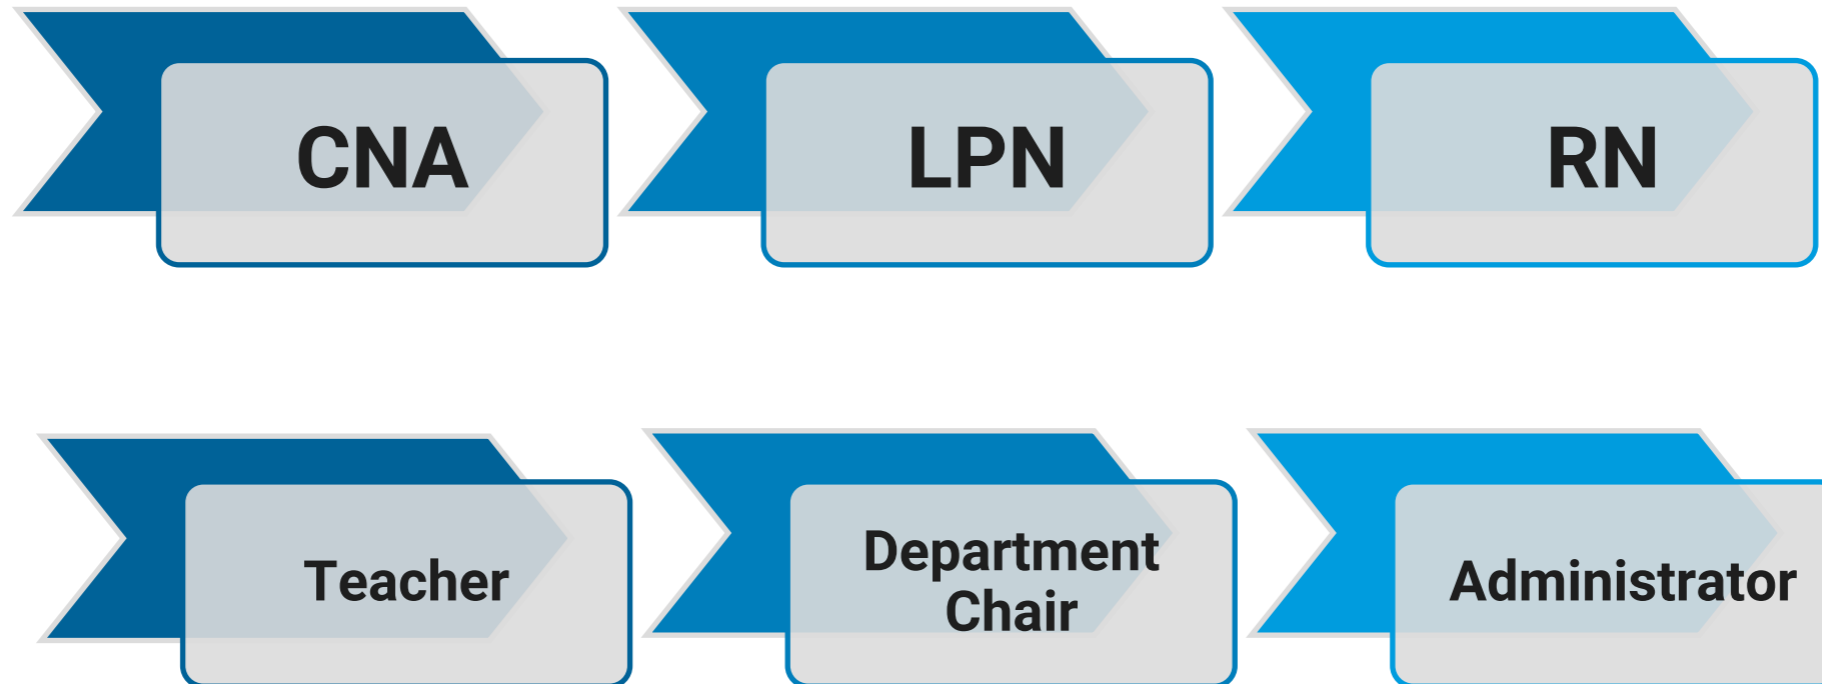 CNA
LPN
RN
Teacher
Department
Chair
Administrator